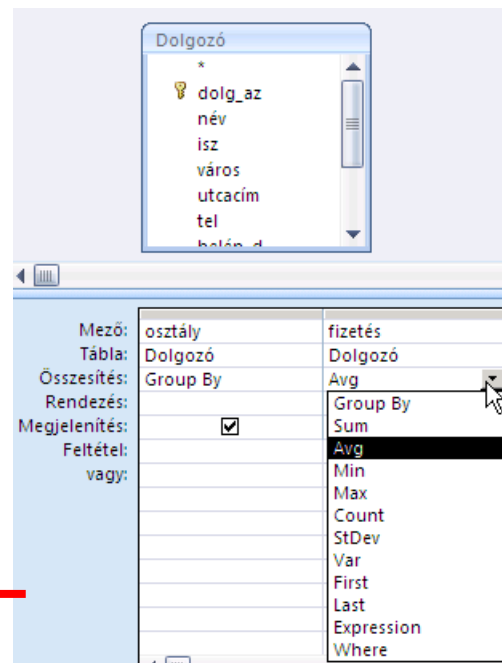 Dolgozó
*
dolg_az
név
isz
város
utcacím
tel
Mező: osztály fizetés
Tábla: Dolgozó Dolgozó
Összesítés: Group By Avg
Rendezés: Group By
Megjelenítés: Sum
Feltétel: Avg
vagy: Min
Max
Count
StDev
Var
First
Last
Expression
Where